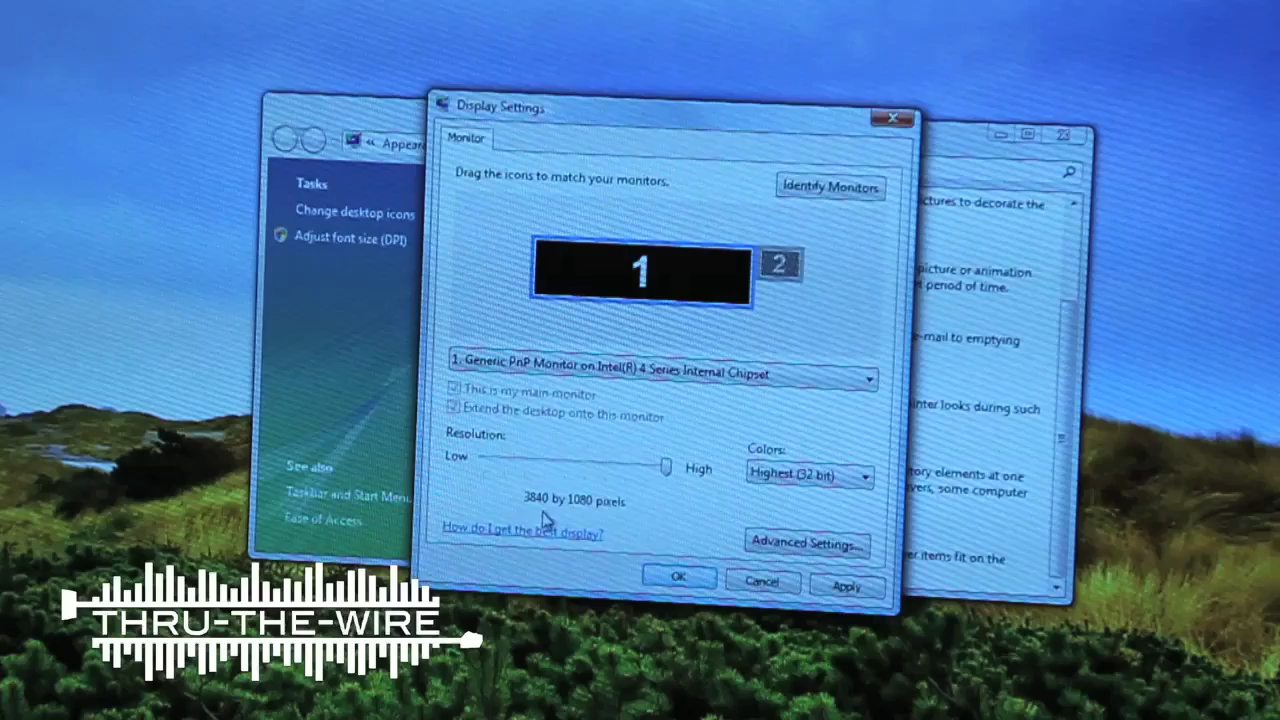 Display Settings
Monitor
Drag the icons to match your monitors.
Identify Monitors
1
2
1. Generic PnP Monitor on Intel(R) 4 Series Internal Chipset
This is my main monitor
Extend the desktop onto this monitor
Resolution:
Low
High
3840 by 1080 pixels
Colors:
Highest (32 bit)
How do I get the best display?
Advanced Settings...
OK
Cancel
Apply
« Appear
Tasks
Change desktop icons
Adjust font size (DPI)
See also
Taskbar and Start Menu
Ease of Access
ctures to decorate the
picture or animation
period of time.
-mail to emptying
inter looks during such
tory elements at one
vers, some computer
er items fit on the
THRU-THE-WIRE